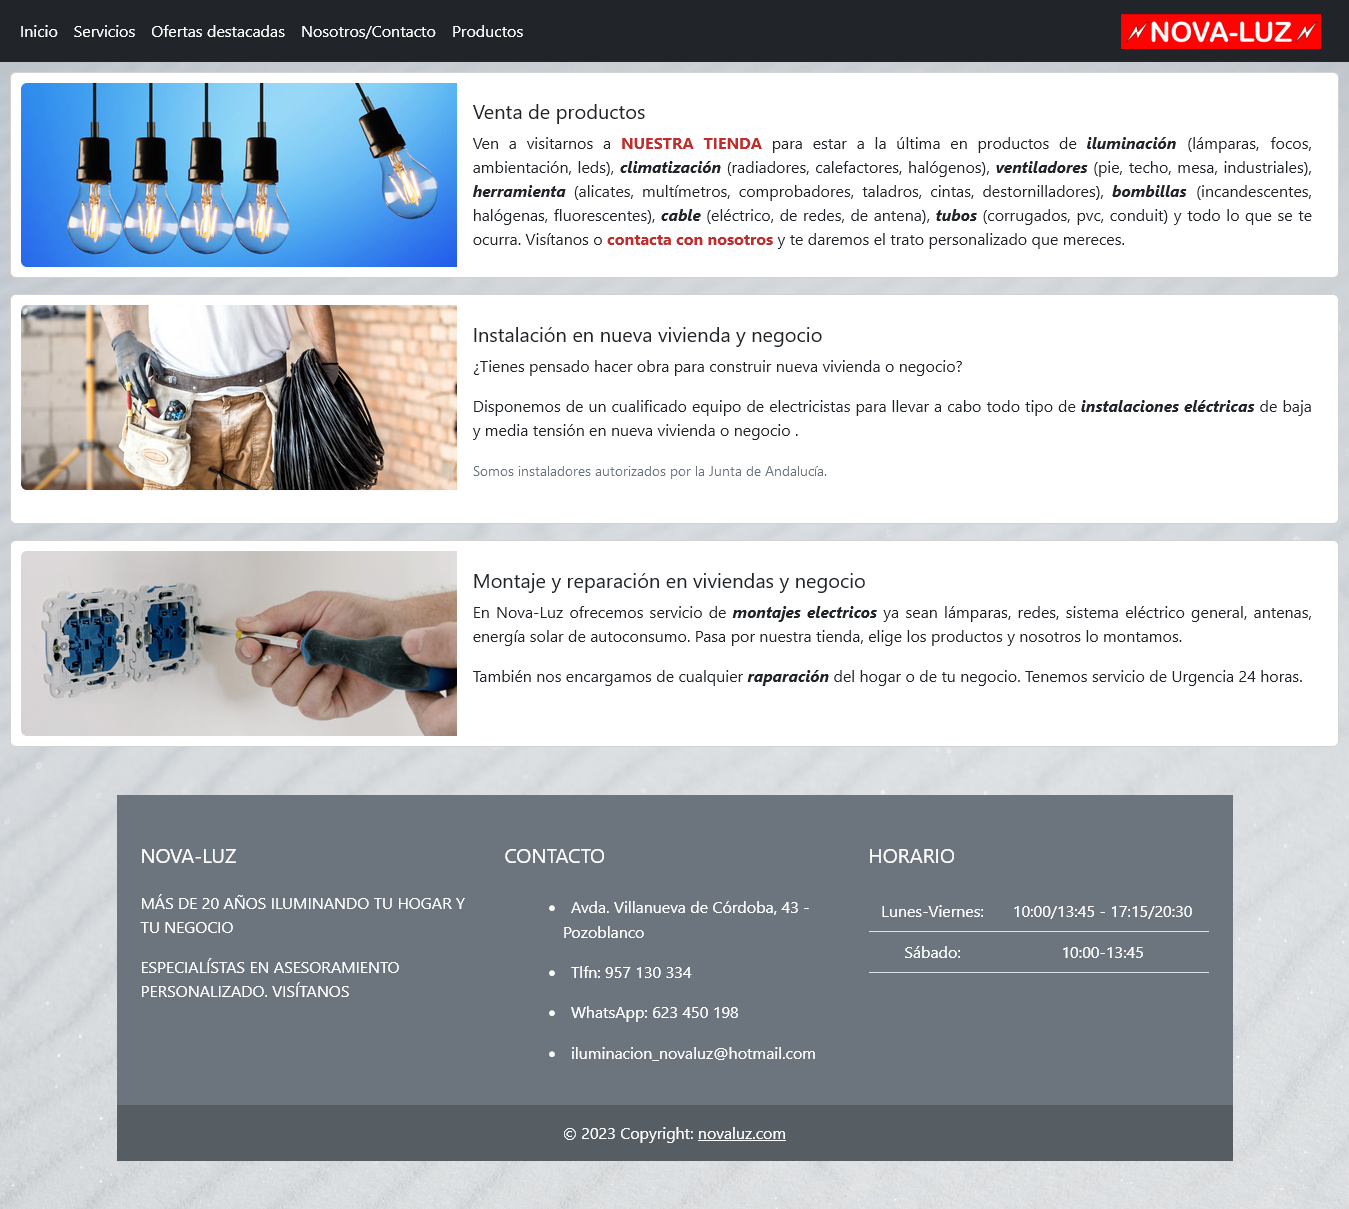 Inicio Servicios Ofertas destacadas Nosotros/Contacto Productos
NOVA-LUZ
Venta de productos
Ven a visitarnos a NUESTRA TIENDA para estar a la última en productos de iluminación (lámparas, focos,
ambientación, leds), climatización (radiadores, calefactores, halógenos), ventiladores (pie, techo, mesa, industriales),
herramienta (alicates, multímetros, comprobadores, taladros, cintas, destornilladores), bombillas (incandescentes,
halógenas, fluorescentes), cable (eléctrico, de redes, de antena), tubos (corrugados, pvc, conduit) y todo lo que se te
ocurra. Visítanos o contacta con nosotros y te daremos el trato personalizado que mereces.
Instalación en nueva vivienda y negocio
¿Tienes pensado hacer obra para construir nueva vivienda o negocio?
Disponemos de un cualificado equipo de electricistas para llevar a cabo todo tipo de instalaciones eléctricas de baja
y media tensión en nueva vivienda o negocio .
Somos instaladores autorizados por la Junta de Andalucía.
Montaje y reparación en viviendas y negocio
En Nova-Luz ofrecemos servicio de montajes electricos ya sean lámparas, redes, sistema eléctrico general, antenas,
energía solar de autoconsumo. Pasa por nuestra tienda, elige los productos y nosotros lo montamos.
También nos encargamos de cualquier raparación del hogar o de tu negocio. Tenemos servicio de Urgencia 24 horas.
NOVA-LUZ
MÁS DE 20 AÑOS ILUMINANDO TU HOGAR Y
TU NEGOCIO
ESPECIALÍSTAS EN ASESORAMIENTO
PERSONALIZADO. VISÍTANOS
CONTACTO
• Avda. Villanueva de Córdoba, 43 -
Pozoblanco
• Tlfn: 957 130 334
• WhatsApp: 623 450 198
• iluminacion_novaluz@hotmail.com
HORARIO
Lunes-Viernes: 10:00/13:45 - 17:15/20:30
Sábado: 10:00-13:45
© 2023 Copyright: novaluz.com